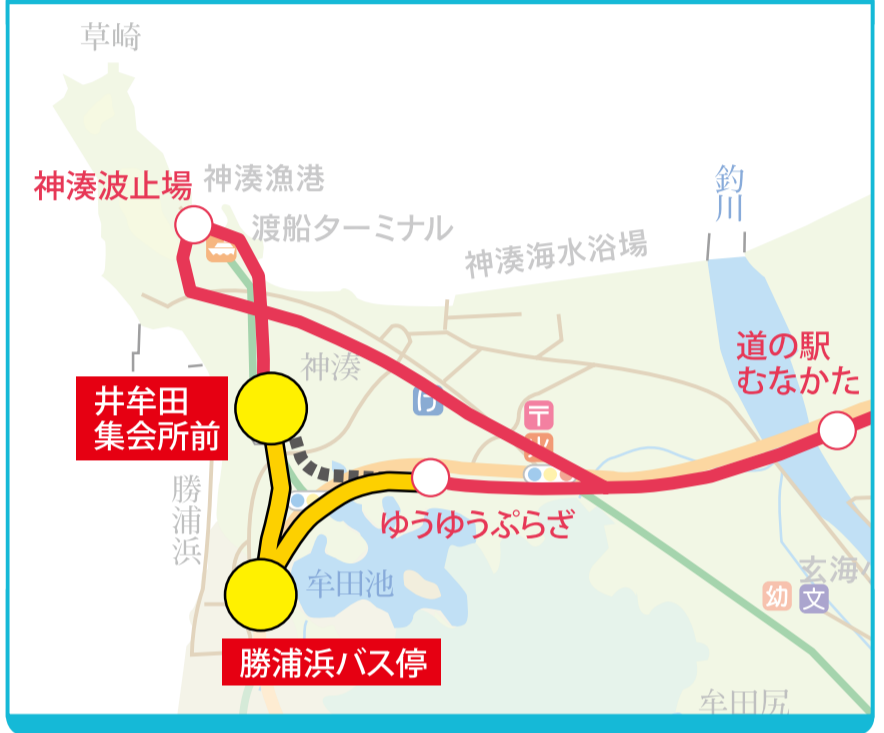 草崎
神湊波止場
神湊漁港
渡船ターミナル
釣川
神湊海水浴場
道の駅
むなかた
神湊
井牟田
集会所前
〒
勝浦浜
ゆうゆうぷらざ
牟田池
玄海
幼
文
勝浦浜バス停
牟田尻